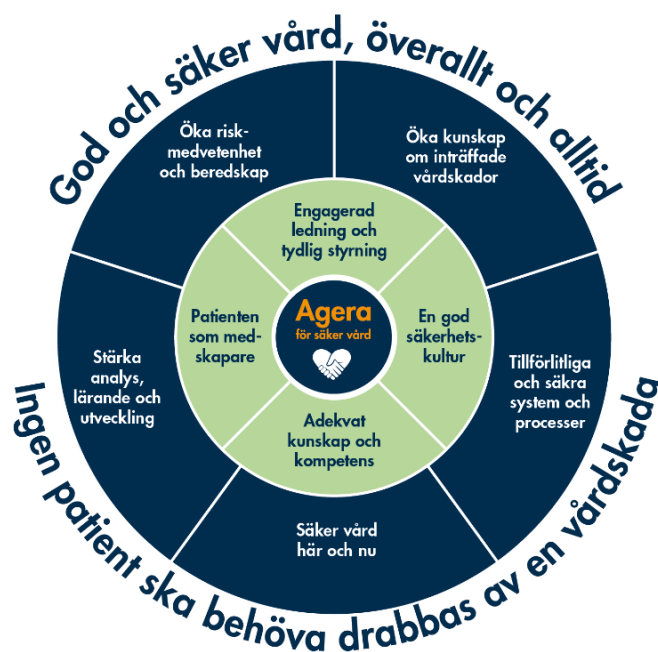 God och säker vård, överallt och alltid
Öka risk-
medvetenhet
och beredskap
Öka kunskap
om inträffade
vårdskador
Engagerad
ledning och
tydlig styrning
Patienten
som med-
skapare
Agera
för säker vård
En god
säkerhets-
kultur
Stärka
analys,
lärande och
utveckling
Tillförlitliga
och säkra
system och
processer
Adekvat
kunskap och
kompetens
Säker vård
här och nu
Ingen patient ska behöva drabbas av en vårdskada